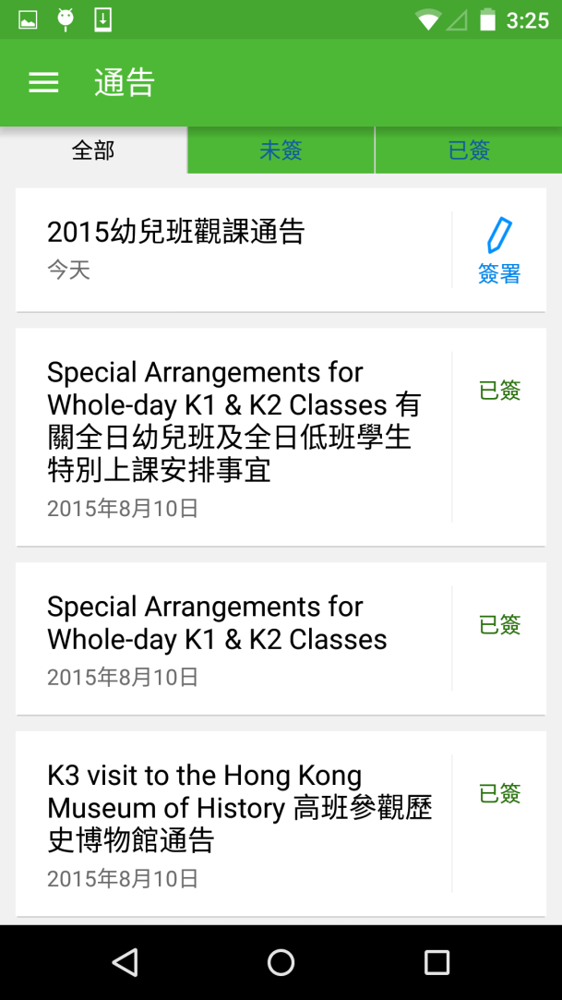 3:25
通告
全部
未簽
已簽
2015幼兒班觀課通告
今天
簽署
Special Arrangements for
Whole-day K1 & K2 Classes 有
關全日幼兒班及全日低班學生
特別上課安排事宜
2015年8月10日
已簽
Special Arrangements for
Whole-day K1 & K2 Classes
2015年8月10日
已簽
K3 visit to the Hong Kong
Museum of History 高班參觀歷
史博物館通告
2015年8月10日
已簽